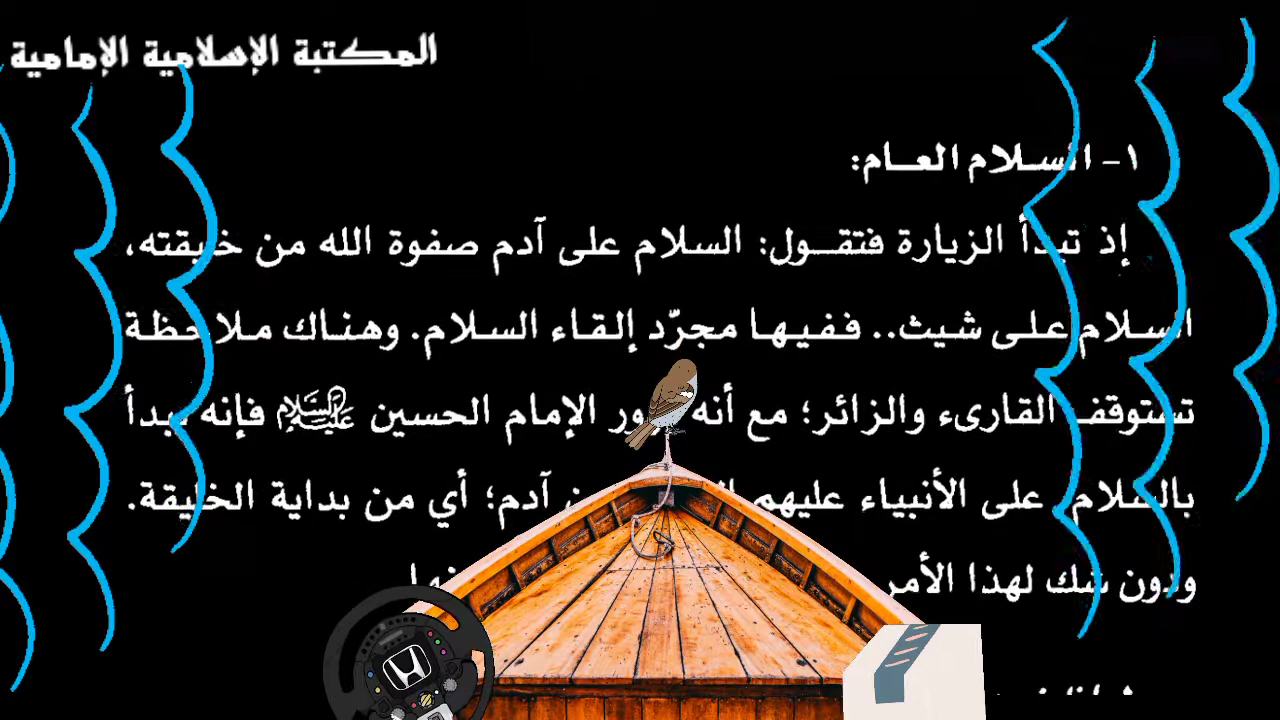 المكتبة الإسلامية الإمامية
١- السلام العام:
إذ تبدأ الزيارة فتقول: السلام على آدم صفوة الله من خليقته،
السلام على شيث.. ففيها مجرّد إلقاء السلام. وهناك ملاحظة
تستوقف القارىء والزائر؛ مع أنه الإمام الحسين عَلَيْهِ السَّلَام فإنه يبدأ
بالسلام على الأنبياء عليهم آدم؛ أي من بداية الخليقة.
ودون شك لهذا الأمر